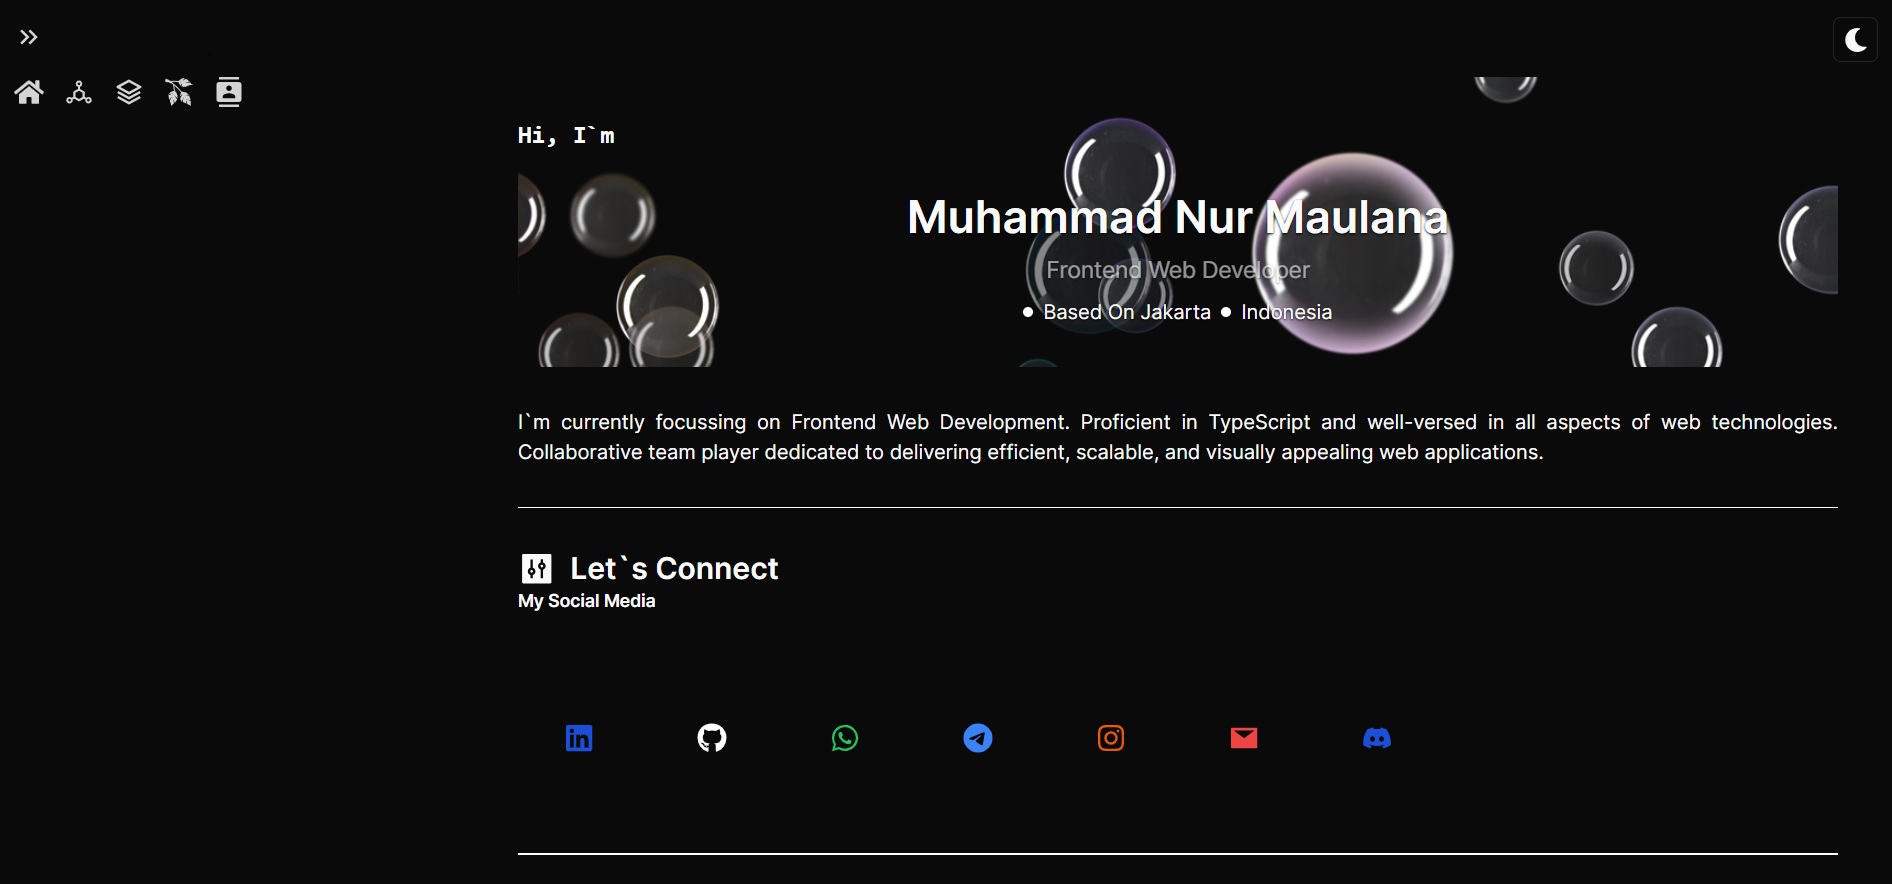 Hi, I`m
Muhammad Nur Maulana
Frontend Web Developer
● Based On Jakarta ● Indonesia
I`m currently focussing on Frontend Web Development. Proficient in TypeScript and well-versed in all aspects of web technologies.
Collaborative team player dedicated to delivering efficient, scalable, and visually appealing web applications.
Let`s Connect
My Social Media